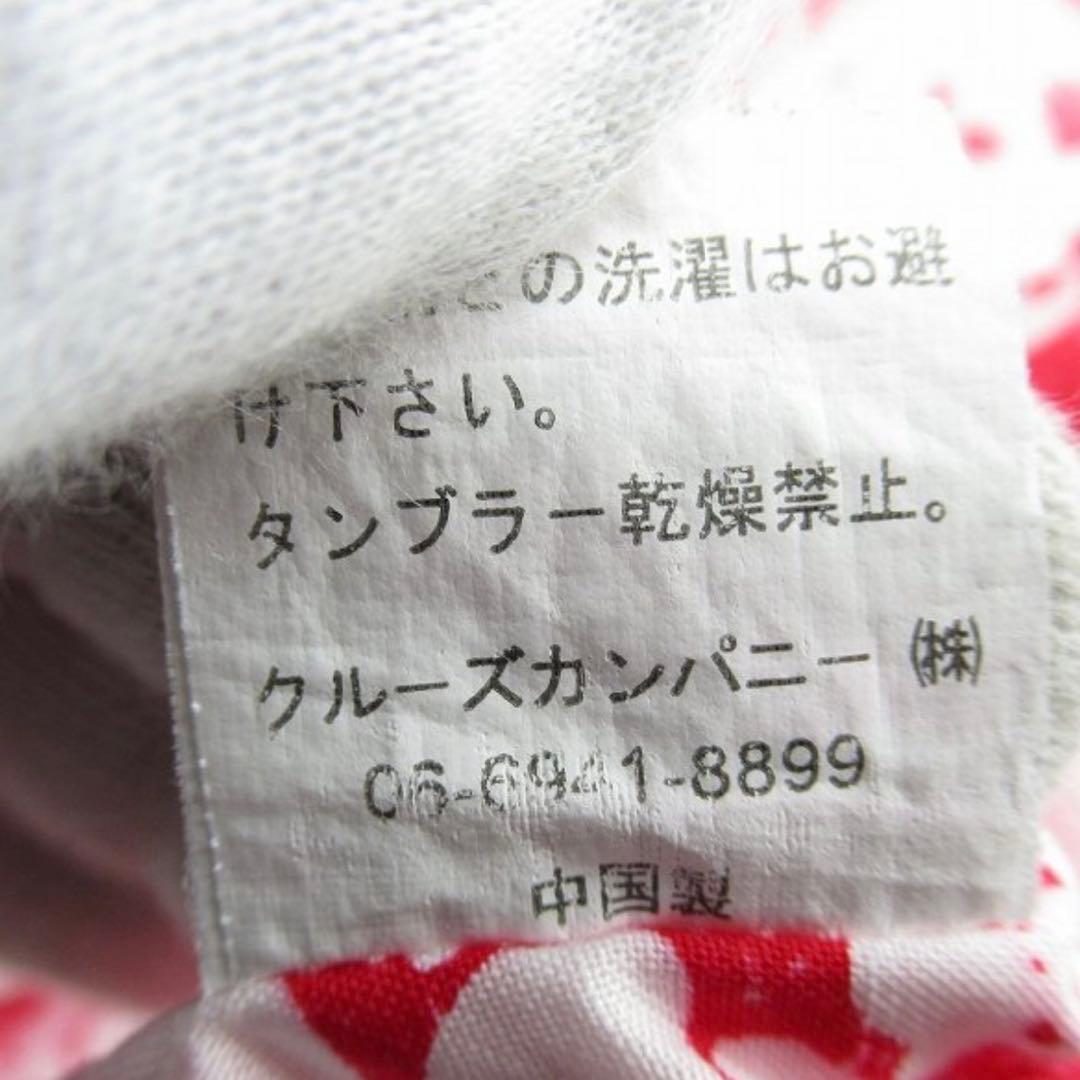 との洗濯はお避
け下さい。
タンブラー乾燥禁止。
クルーズカンパニー ㈱
06-6941-8899
中国製